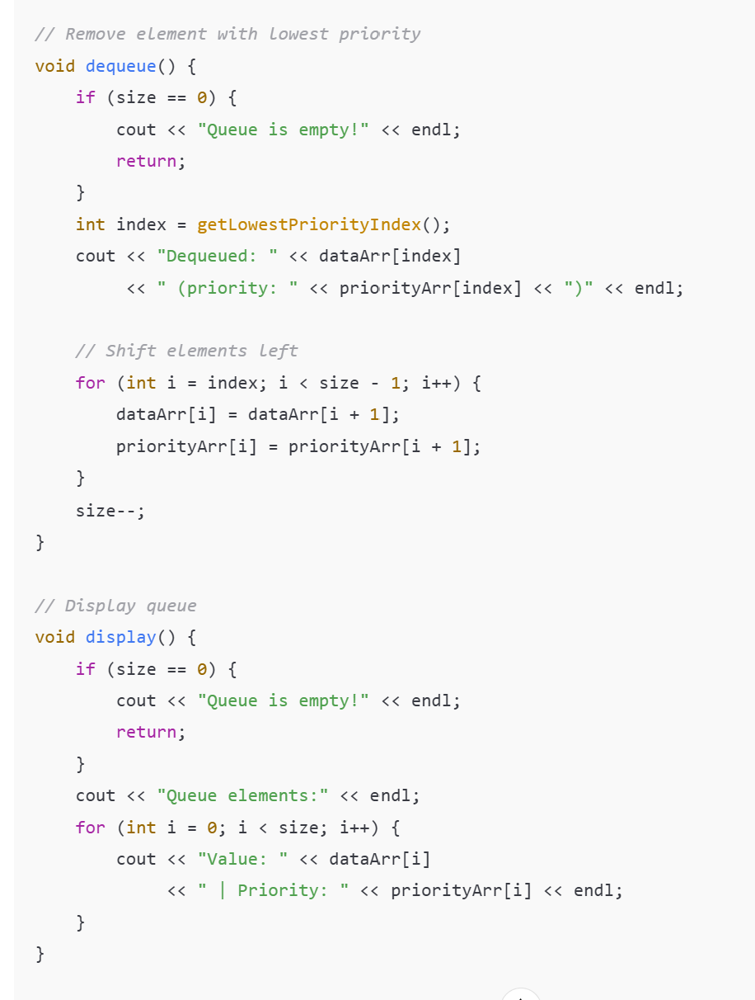 // Remove element with lowest priority
void dequeue() {
    if (size == 0) {
        cout << "Queue is empty!" << endl;
        return;
    }
    int index = getLowestPriorityIndex();
    cout << "Dequeued: " << dataArr[index]
         << " (priority: " << priorityArr[index] << ")" << endl;

    // Shift elements left
    for (int i = index; i < size - 1; i++) {
        dataArr[i] = dataArr[i + 1];
        priorityArr[i] = priorityArr[i + 1];
    }
    size--;
}

// Display queue
void display() {
    if (size == 0) {
        cout << "Queue is empty!" << endl;
        return;
    }
    cout << "Queue elements:" << endl;
    for (int i = 0; i < size; i++) {
        cout << "Value: " << dataArr[i]
             << " | Priority: " << priorityArr[i] << endl;
    }
}